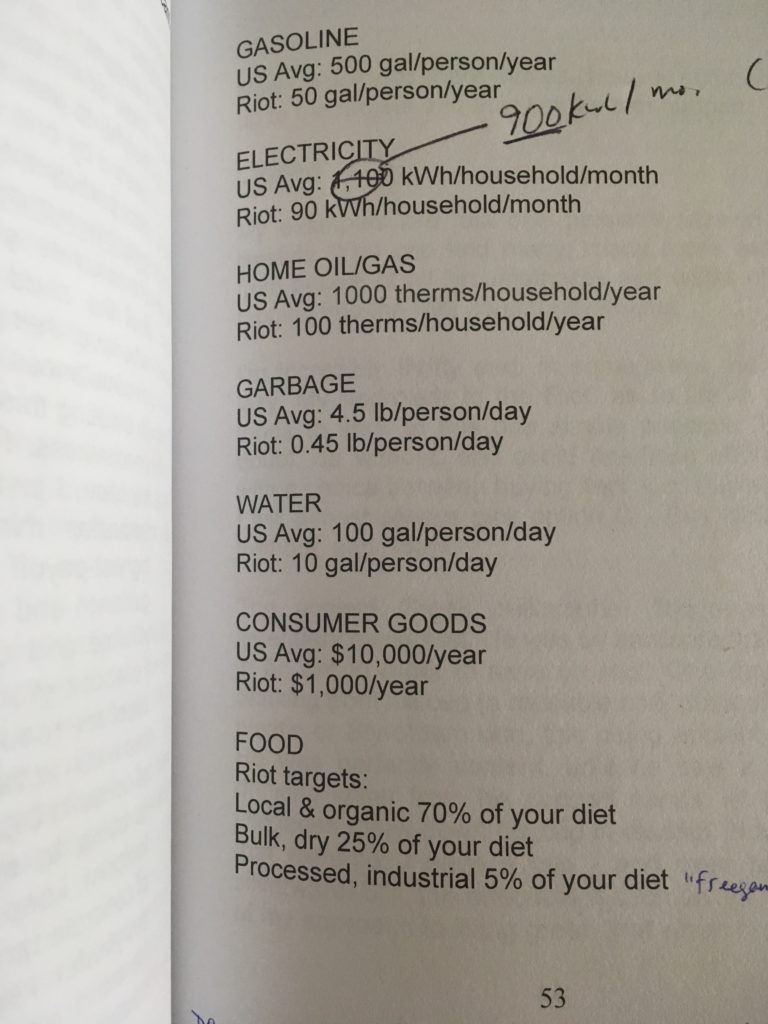 GASOLINE
US Avg: 500 gal/person/year
Riot: 50 gal/person/year
900 kwh/mo. (
ELECTRICITY
US Avg: 1,100 kWh/household/month
Riot: 90 kWh/household/month
HOME OIL/GAS
US Avg: 1000 therms/household/year
Riot: 100 therms/household/year
GARBAGE
US Avg: 4.5 lb/person/day
Riot: 0.45 lb/person/day
WATER
US Avg: 100 gal/person/day
Riot: 10 gal/person/day
CONSUMER GOODS
US Avg: $10,000/year
Riot: $1,000/year
FOOD
Riot targets:
Local & organic 70% of your diet
Bulk, dry 25% of your diet
Processed, industrial 5% of your diet "freegan
53